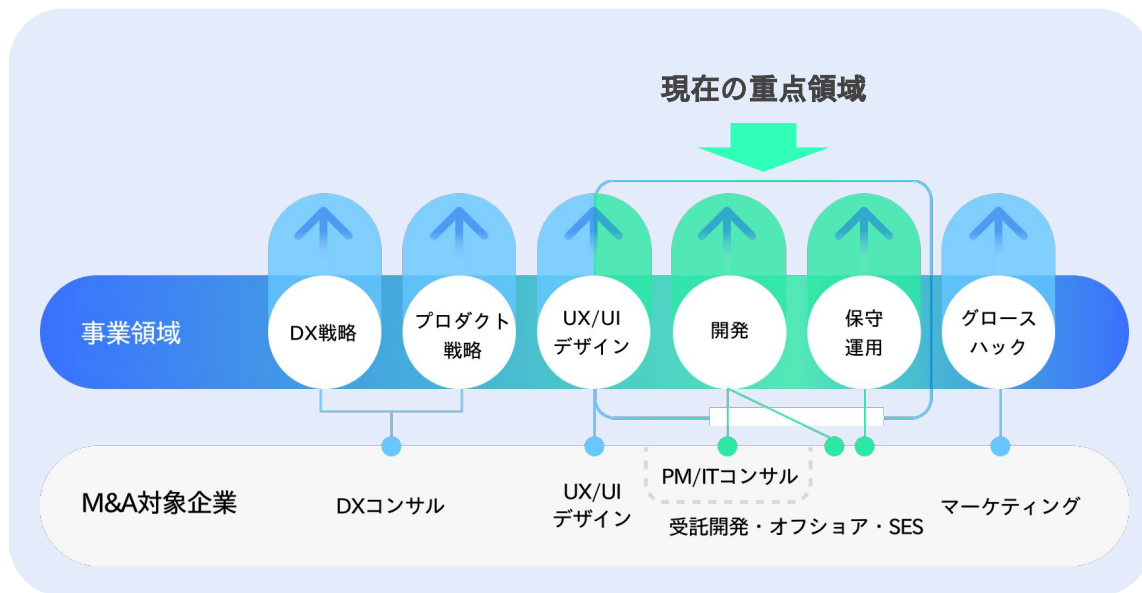 現在の重点領域
事業領域
DX戦略
プロダクト
戦略
UX/UI
デザイン
開発
保守
運用
グロース
ハック
M&A対象企業
DXコンサル
UX/UI
デザイン
PM/ITコンサル
受託開発・オフショア・SES
マーケティング